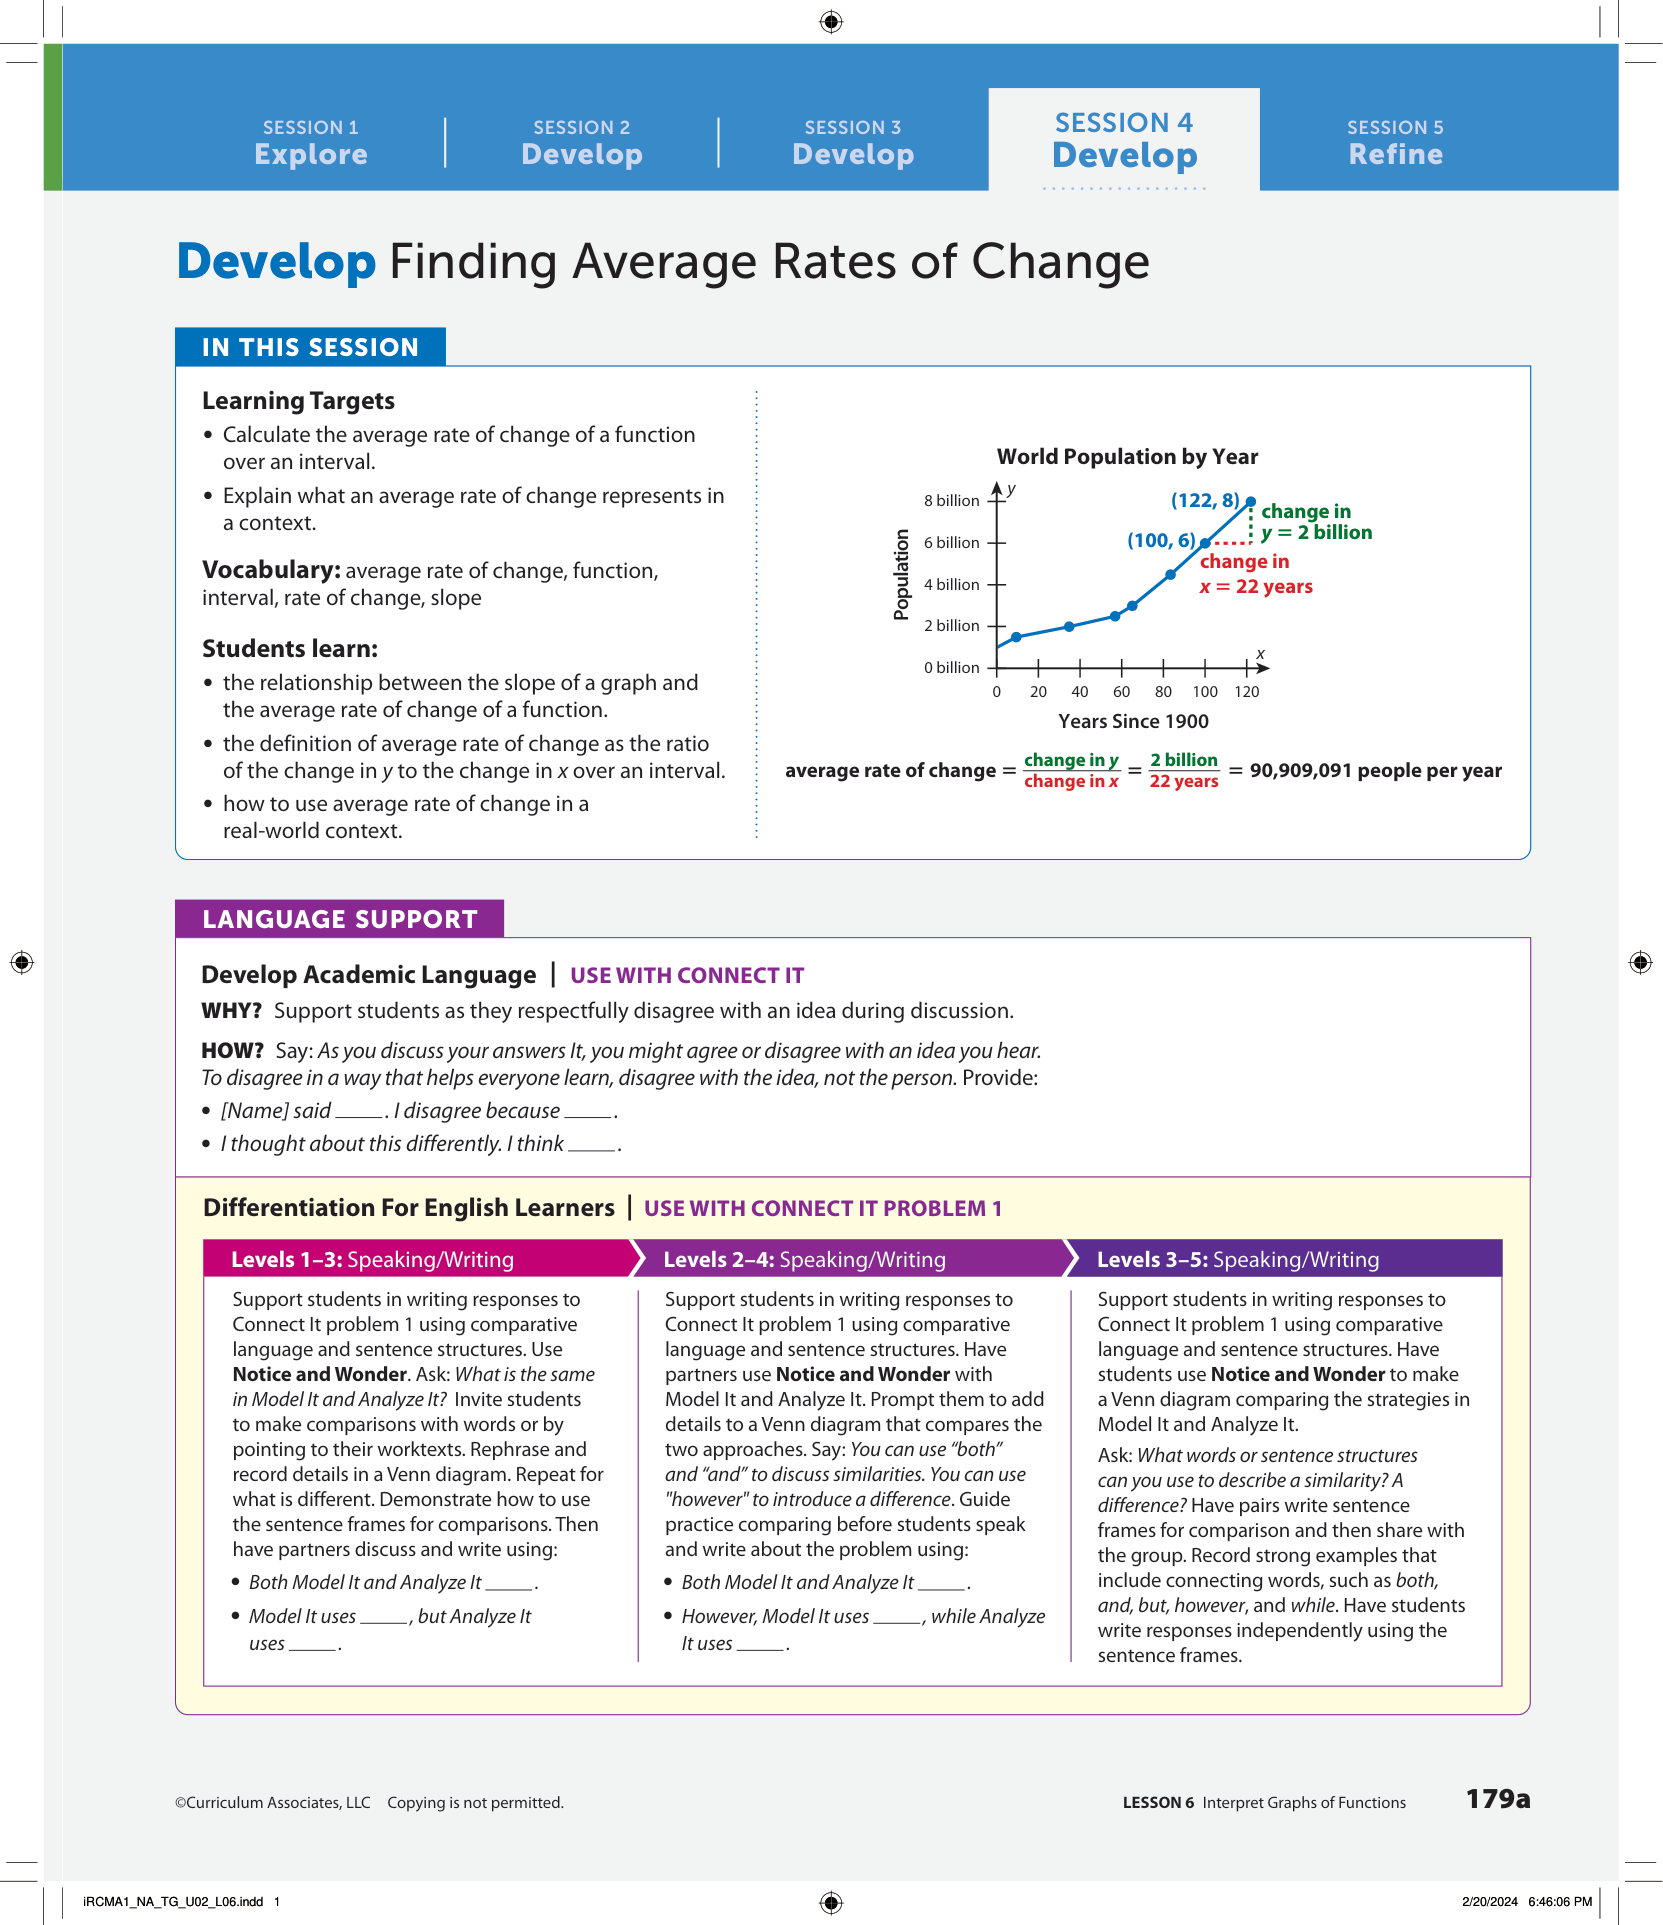 SESSION 1
Explore
SESSION 2
Develop
SESSION 3
Develop
SESSION 4
Develop
SESSION 5
Refine
Develop Finding Average Rates of Change
IN THIS SESSION
Learning Targets
• Calculate the average rate of change of a function
over an interval.
• Explain what an average rate of change represents in
a context.
Vocabulary: average rate of change, function,
interval, rate of change, slope
Students learn:
• the relationship between the slope of a graph and
the average rate of change of a function.
• the definition of average rate of change as the ratio
of the change in y to the change in x over an interval.
• how to use average rate of change in a
real-world context.
World Population by Year
y
8 billion
6 billion
4 billion
2 billion
0 billion
Population
(122, 8)
(100, 6)
change in
y = 2 billion
change in
x = 22 years
x
0 20 40 60 80 100 120
Years Since 1900
average rate of change = change in y / change in x = 2 billion / 22 years = 90,909,091 people per year
LANGUAGE SUPPORT
Develop Academic Language | USE WITH CONNECT IT
WHY? Support students as they respectfully disagree with an idea during discussion.
HOW? Say: As you discuss your answers It, you might agree or disagree with an idea you hear.
To disagree in a way that helps everyone learn, disagree with the idea, not the person. Provide:
• [Name] said ____. I disagree because ____.
• I thought about this differently. I think ____.
Differentiation For English Learners | USE WITH CONNECT IT PROBLEM 1
Levels 1–3: Speaking/Writing
Support students in writing responses to
Connect It problem 1 using comparative
language and sentence structures. Use
Notice and Wonder. Ask: What is the same
in Model It and Analyze It? Invite students
to make comparisons with words or by
pointing to their worktexts. Rephrase and
record details in a Venn diagram. Repeat for
what is different. Demonstrate how to use
the sentence frames for comparisons. Then
have partners discuss and write using:
• Both Model It and Analyze It ____.
• Model It uses ____, but Analyze It
uses ____.
Levels 2–4: Speaking/Writing
Support students in writing responses to
Connect It problem 1 using comparative
language and sentence structures. Have
partners use Notice and Wonder with
Model It and Analyze It. Prompt them to add
details to a Venn diagram that compares the
two approaches. Say: You can use “both”
and “and” to discuss similarities. You can use
"however" to introduce a difference. Guide
practice comparing before students speak
and write about the problem using:
• Both Model It and Analyze It ____.
• However, Model It uses ____, while Analyze
It uses ____.
Levels 3–5: Speaking/Writing
Support students in writing responses to
Connect It problem 1 using comparative
language and sentence structures. Have
students use Notice and Wonder to make
a Venn diagram comparing the strategies in
Model It and Analyze It.
Ask: What words or sentence structures
can you use to describe a similarity? A
difference? Have pairs write sentence
frames for comparison and then share with
the group. Record strong examples that
include connecting words, such as both,
and, but, however, and while. Have students
write responses independently using the
sentence frames.
©Curriculum Associates, LLC Copying is not permitted.
LESSON 6 Interpret Graphs of Functions 179a
iRCMA1_NA_TG_U02_L06.indd 1
2/20/2024 6:46:06 PM